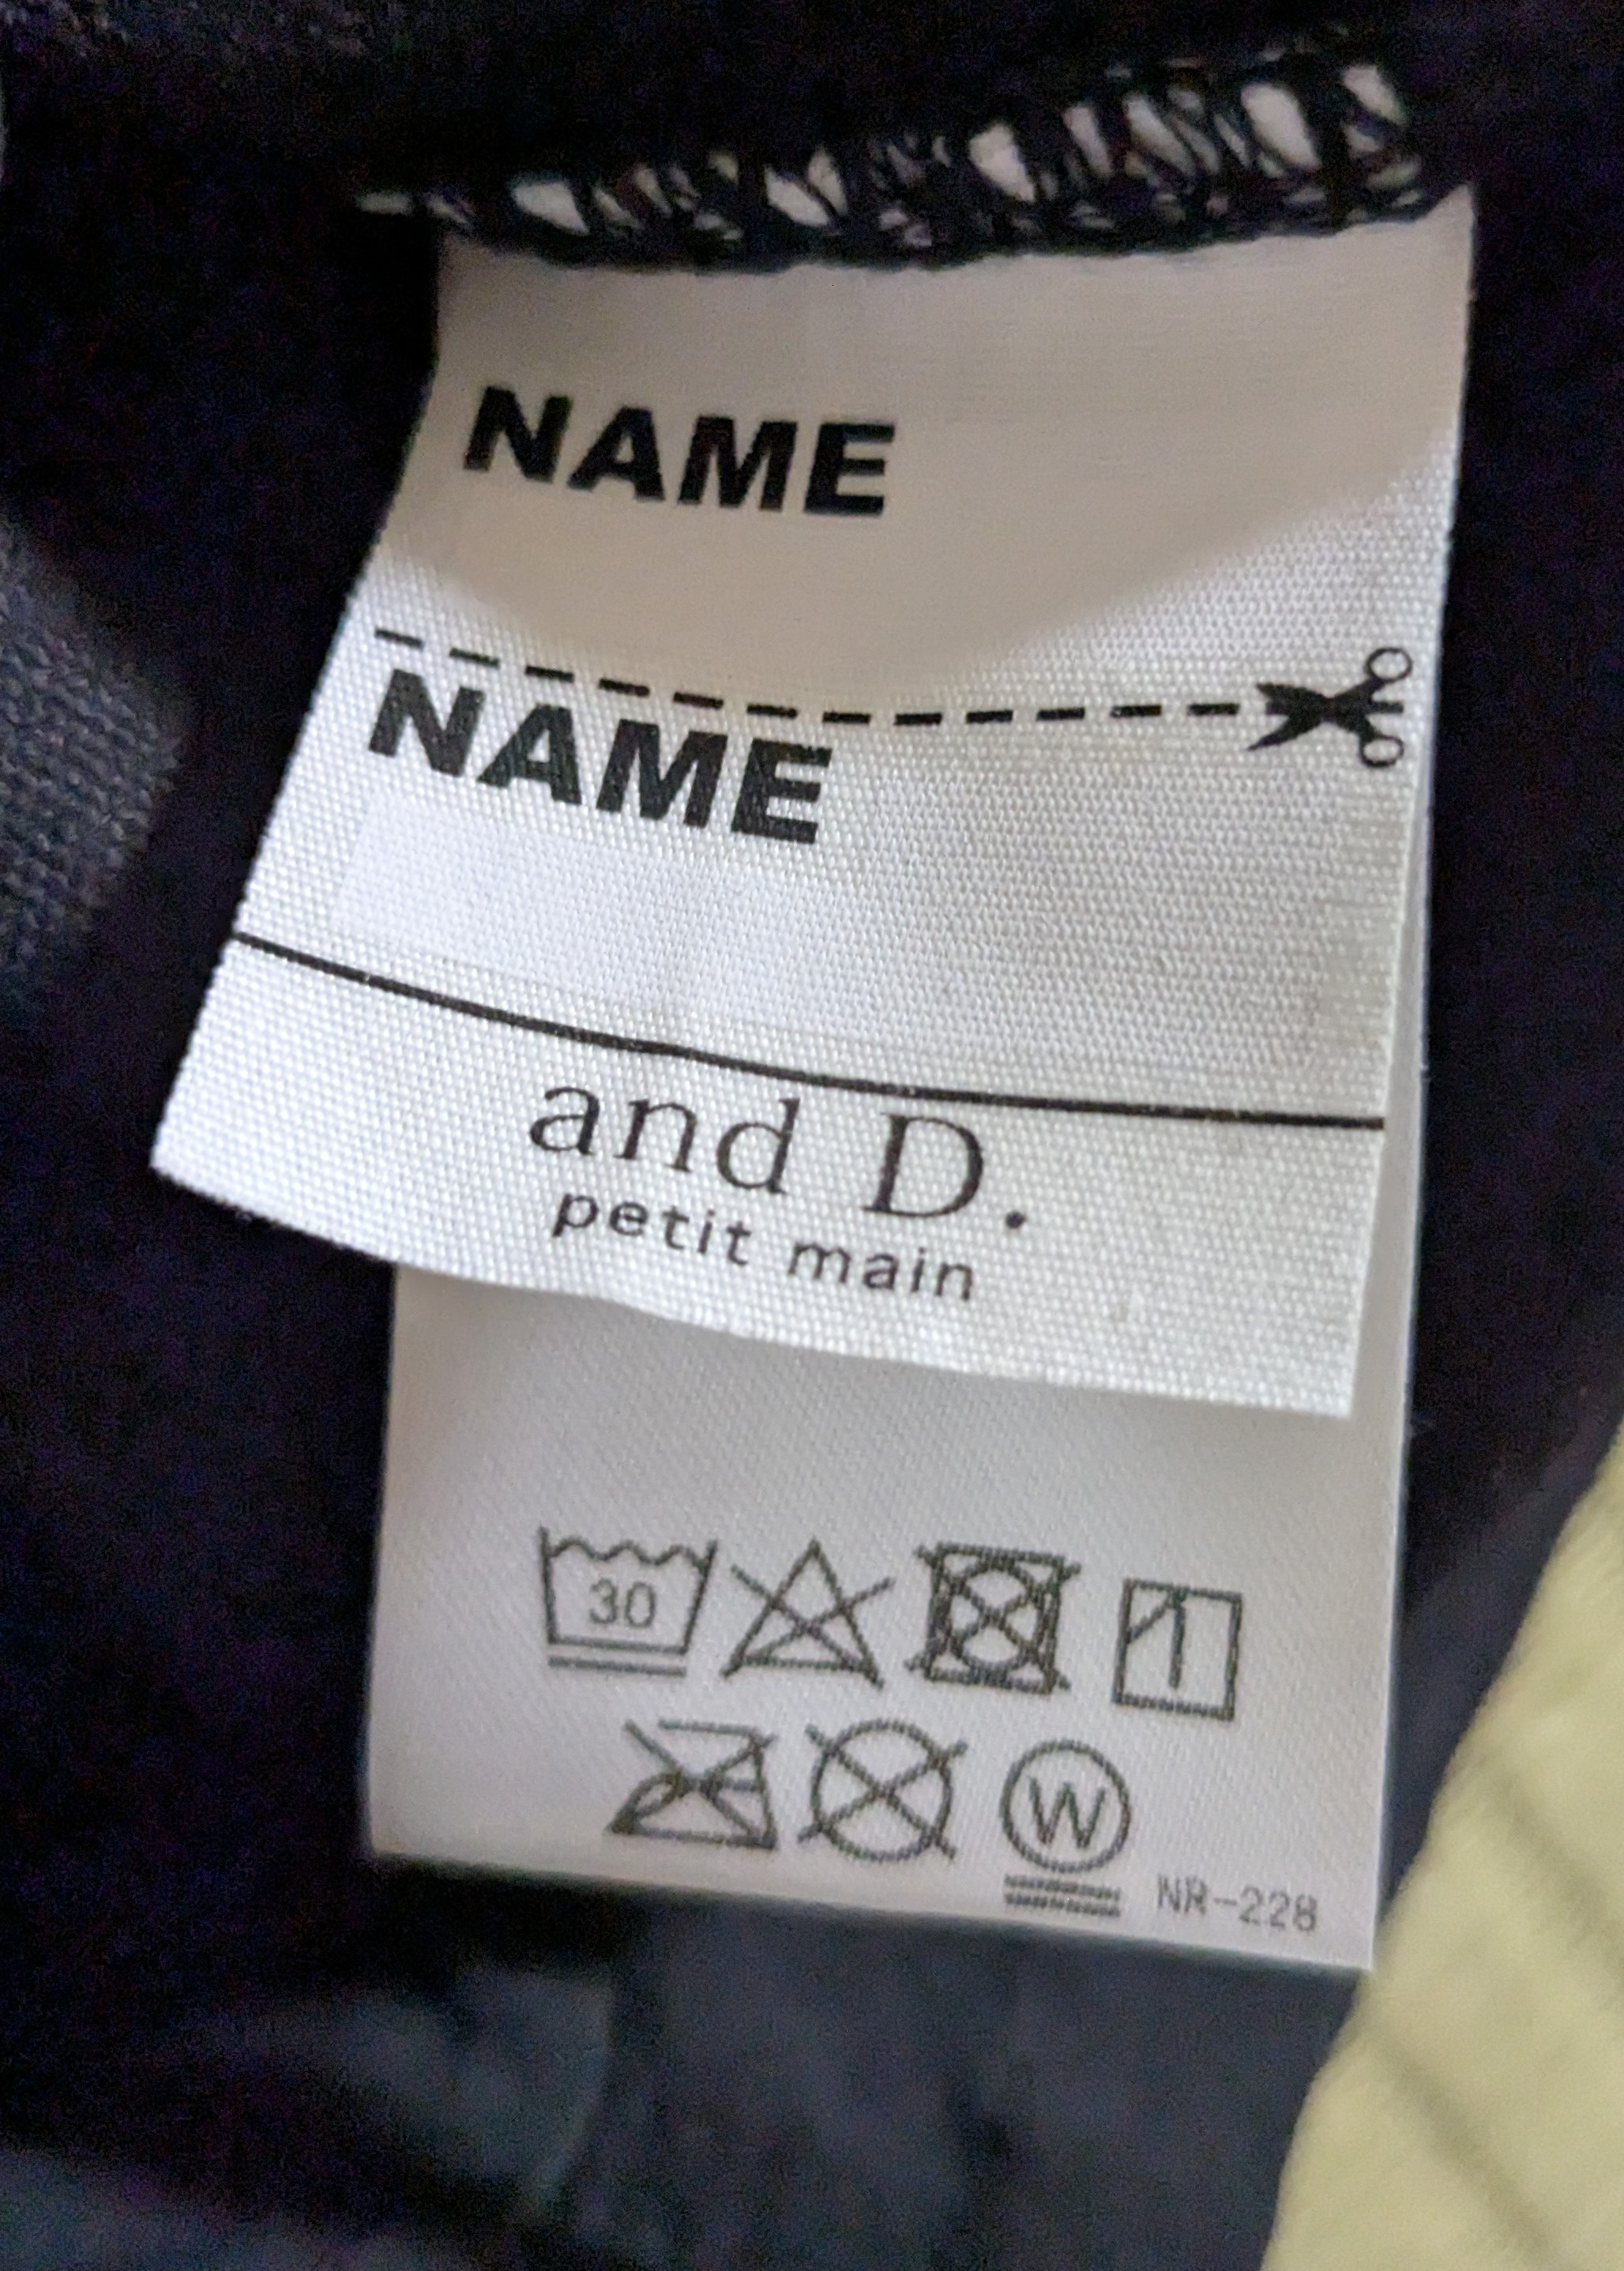 NAME
NAME
and D.
petit main
30
W
NR-228